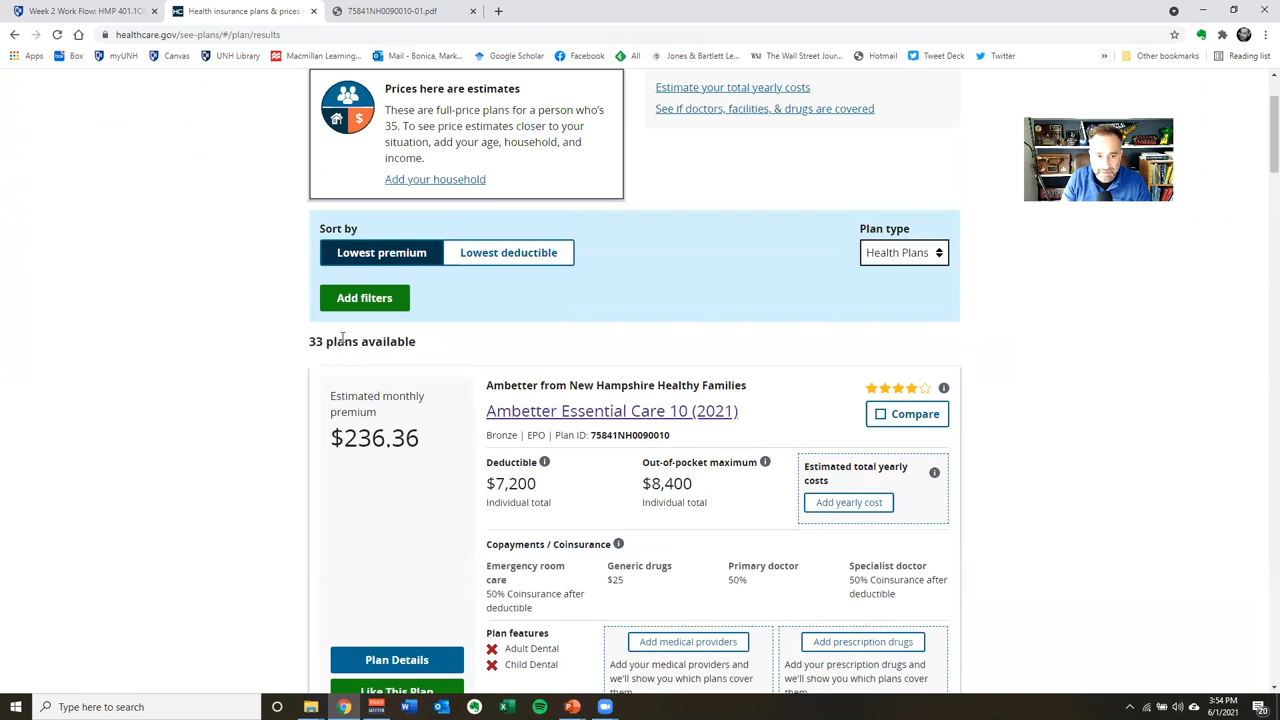 Week 2 Work Flow: HMP 401.1C
Health insurance plans & prices
75841NH0090010-01.pdf
healthcare.gov/see-plans/#/plan/results
Apps
Box
myUNH
Canvas
UNH Library
Macmillan Learning...
Mail - Bonica, Mark...
Google Scholar
Facebook
All
Jones & Bartlett Le...
The Wall Street Jour...
Hotmail
Tweet Deck
Twitter
Other bookmarks
Reading list
Prices here are estimates
These are full-price plans for a person who's
35. To see price estimates closer to your
situation, add your age, household, and
income.
Add your household
Estimate your total yearly costs
See if doctors, facilities, & drugs are covered
Sort by
Lowest premium
Lowest deductible
Plan type
Health Plans
Add filters
33 plans available
Estimated monthly
premium
$236.36
Plan Details
Like This Plan
Ambetter from New Hampshire Healthy Families
Ambetter Essential Care 10 (2021)
Compare
Bronze | EPO | Plan ID: 75841NH0090010
Deductible
$7,200
Individual total
Out-of-pocket maximum
$8,400
Individual total
Estimated total yearly
costs
Add yearly cost
Copayments / Coinsurance
Emergency room
care
50% Coinsurance after
deductible
Generic drugs
$25
Primary doctor
50%
Specialist doctor
50% Coinsurance after
deductible
Plan features
Adult Dental
Child Dental
Add medical providers
Add your medical providers and
we'll show you which plans cover
them
Add prescription drugs
Add your prescription drugs and
we'll show you which plans cover
them
Type here to search
3:54 PM
6/1/2021
20